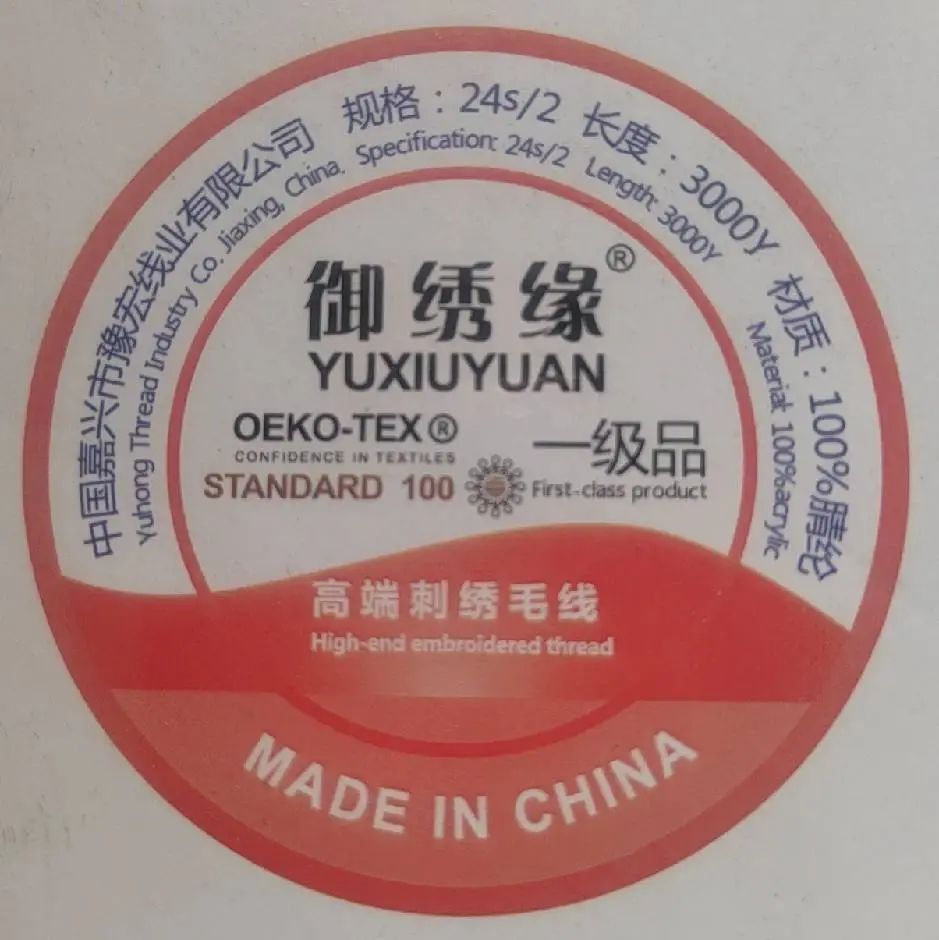 中国嘉兴市豫宏线业有限公司 规格：24s/2 长度：3000Y 材质：100%腈纶
Yuhong Thread Industry Co. Jiaxing, China. Specification: 24s/2 Length: 3000Y Material: 100%acrylic
御绣缘®
YUXIUYUAN
OEKO-TEX®
CONFIDENCE IN TEXTILES
STANDARD 100
一级品
First-class product
高端刺绣毛线
High-end embroidered thread
MADE IN CHINA